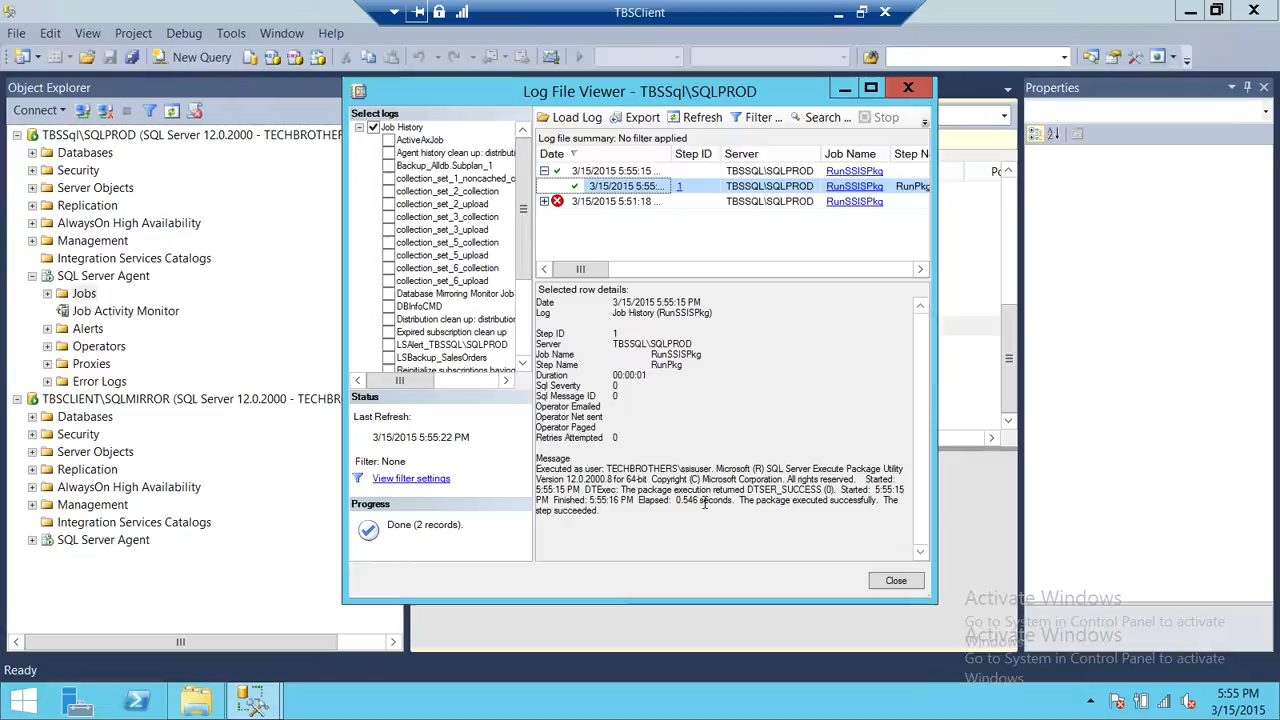 TBSClient
File Edit View Project Debug Tools Window Help
New Query
Object Explorer
Connect
TBSSql\SQLPROD (SQL Server 12.0.2000 - TECHBROTHER
Databases
Security
Server Objects
Replication
AlwaysOn High Availability
Management
Integration Services Catalogs
SQL Server Agent
Jobs
Job Activity Monitor
Alerts
Operators
Proxies
Error Logs
TBSCLIENT\SQLMIRROR (SQL Server 12.0.2000 - TECHBR
Databases
Security
Server Objects
Replication
AlwaysOn High Availability
Management
Integration Services Catalogs
SQL Server Agent
Log File Viewer - TBSSql\SQLPROD
Select logs
Job History
ActiveAxJob
Agent history clean up: distributi
Backup_Alldb.Subplan_1
collection_set_1_noncached_c
collection_set_2_collection
collection_set_2_upload
collection_set_3_collection
collection_set_3_upload
collection_set_5_collection
collection_set_5_upload
collection_set_6_collection
collection_set_6_upload
Database Mirroring Monitor Job
DBInfoCMD
Distribution clean up: distribution
Expired subscription clean up
LSAlert_TBSSQL\SQLPROD
LSBackup_SalesOrders
Reinitialize subscriptions having
Status
Last Refresh:
3/15/2015 5:55:22 PM
Filter: None
View filter settings
Progress
Done (2 records).
Load Log Export Refresh Filter ... Search ... Stop
Log file summary: No filter applied
Date Step ID Server Job Name Step N
3/15/2015 5:55:15 ... TBSSQL\SQLPROD RunSSISPkg
3/15/2015 5:55:... 1 TBSSQL\SQLPROD RunSSISPkg RunPkg
3/15/2015 5:51:18 ... TBSSQL\SQLPROD RunSSISPkg
Selected row details:
Date 3/15/2015 5:55:15 PM
Log Job History (RunSSISPkg)
Step ID 1
Server TBSSQL\SQLPROD
Job Name RunSSISPkg
Step Name RunPkg
Duration 00:00:01
Sql Severity 0
Sql Message ID 0
Operator Emailed
Operator Net sent
Operator Paged
Retries Attempted 0
Message
Executed as user: TECHBROTHERS\ssisuser. Microsoft (R) SQL Server Execute Package Utility
Version 12.0.2000.8 for 64-bit Copyright (C) Microsoft Corporation. All rights reserved. Started:
5:55:15 PM DTExec: The package execution returned DTSER_SUCCESS (0). Started: 5:55:15
PM Finished: 5:55:16 PM Elapsed: 0.546 seconds. The package executed successfully. The
step succeeded.
Close
Properties
Activate Windows
Go to System in Control Panel to activate
Windows.
Activate Windows
Go to System in Control Panel to activate
Windows.
Ready
5:55 PM
3/15/2015